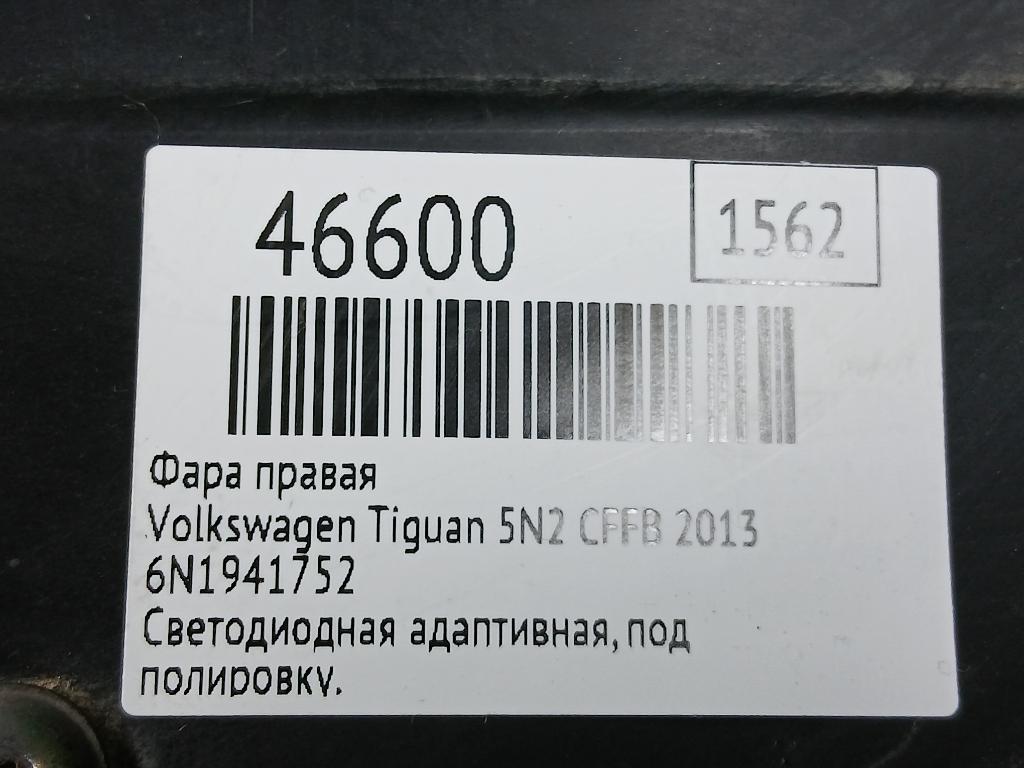 46600
1562
Фара правая
Volkswagen Tiguan 5N2 CFFB 2013
6N1941752
Светодиодная адаптивная, под
полировку.